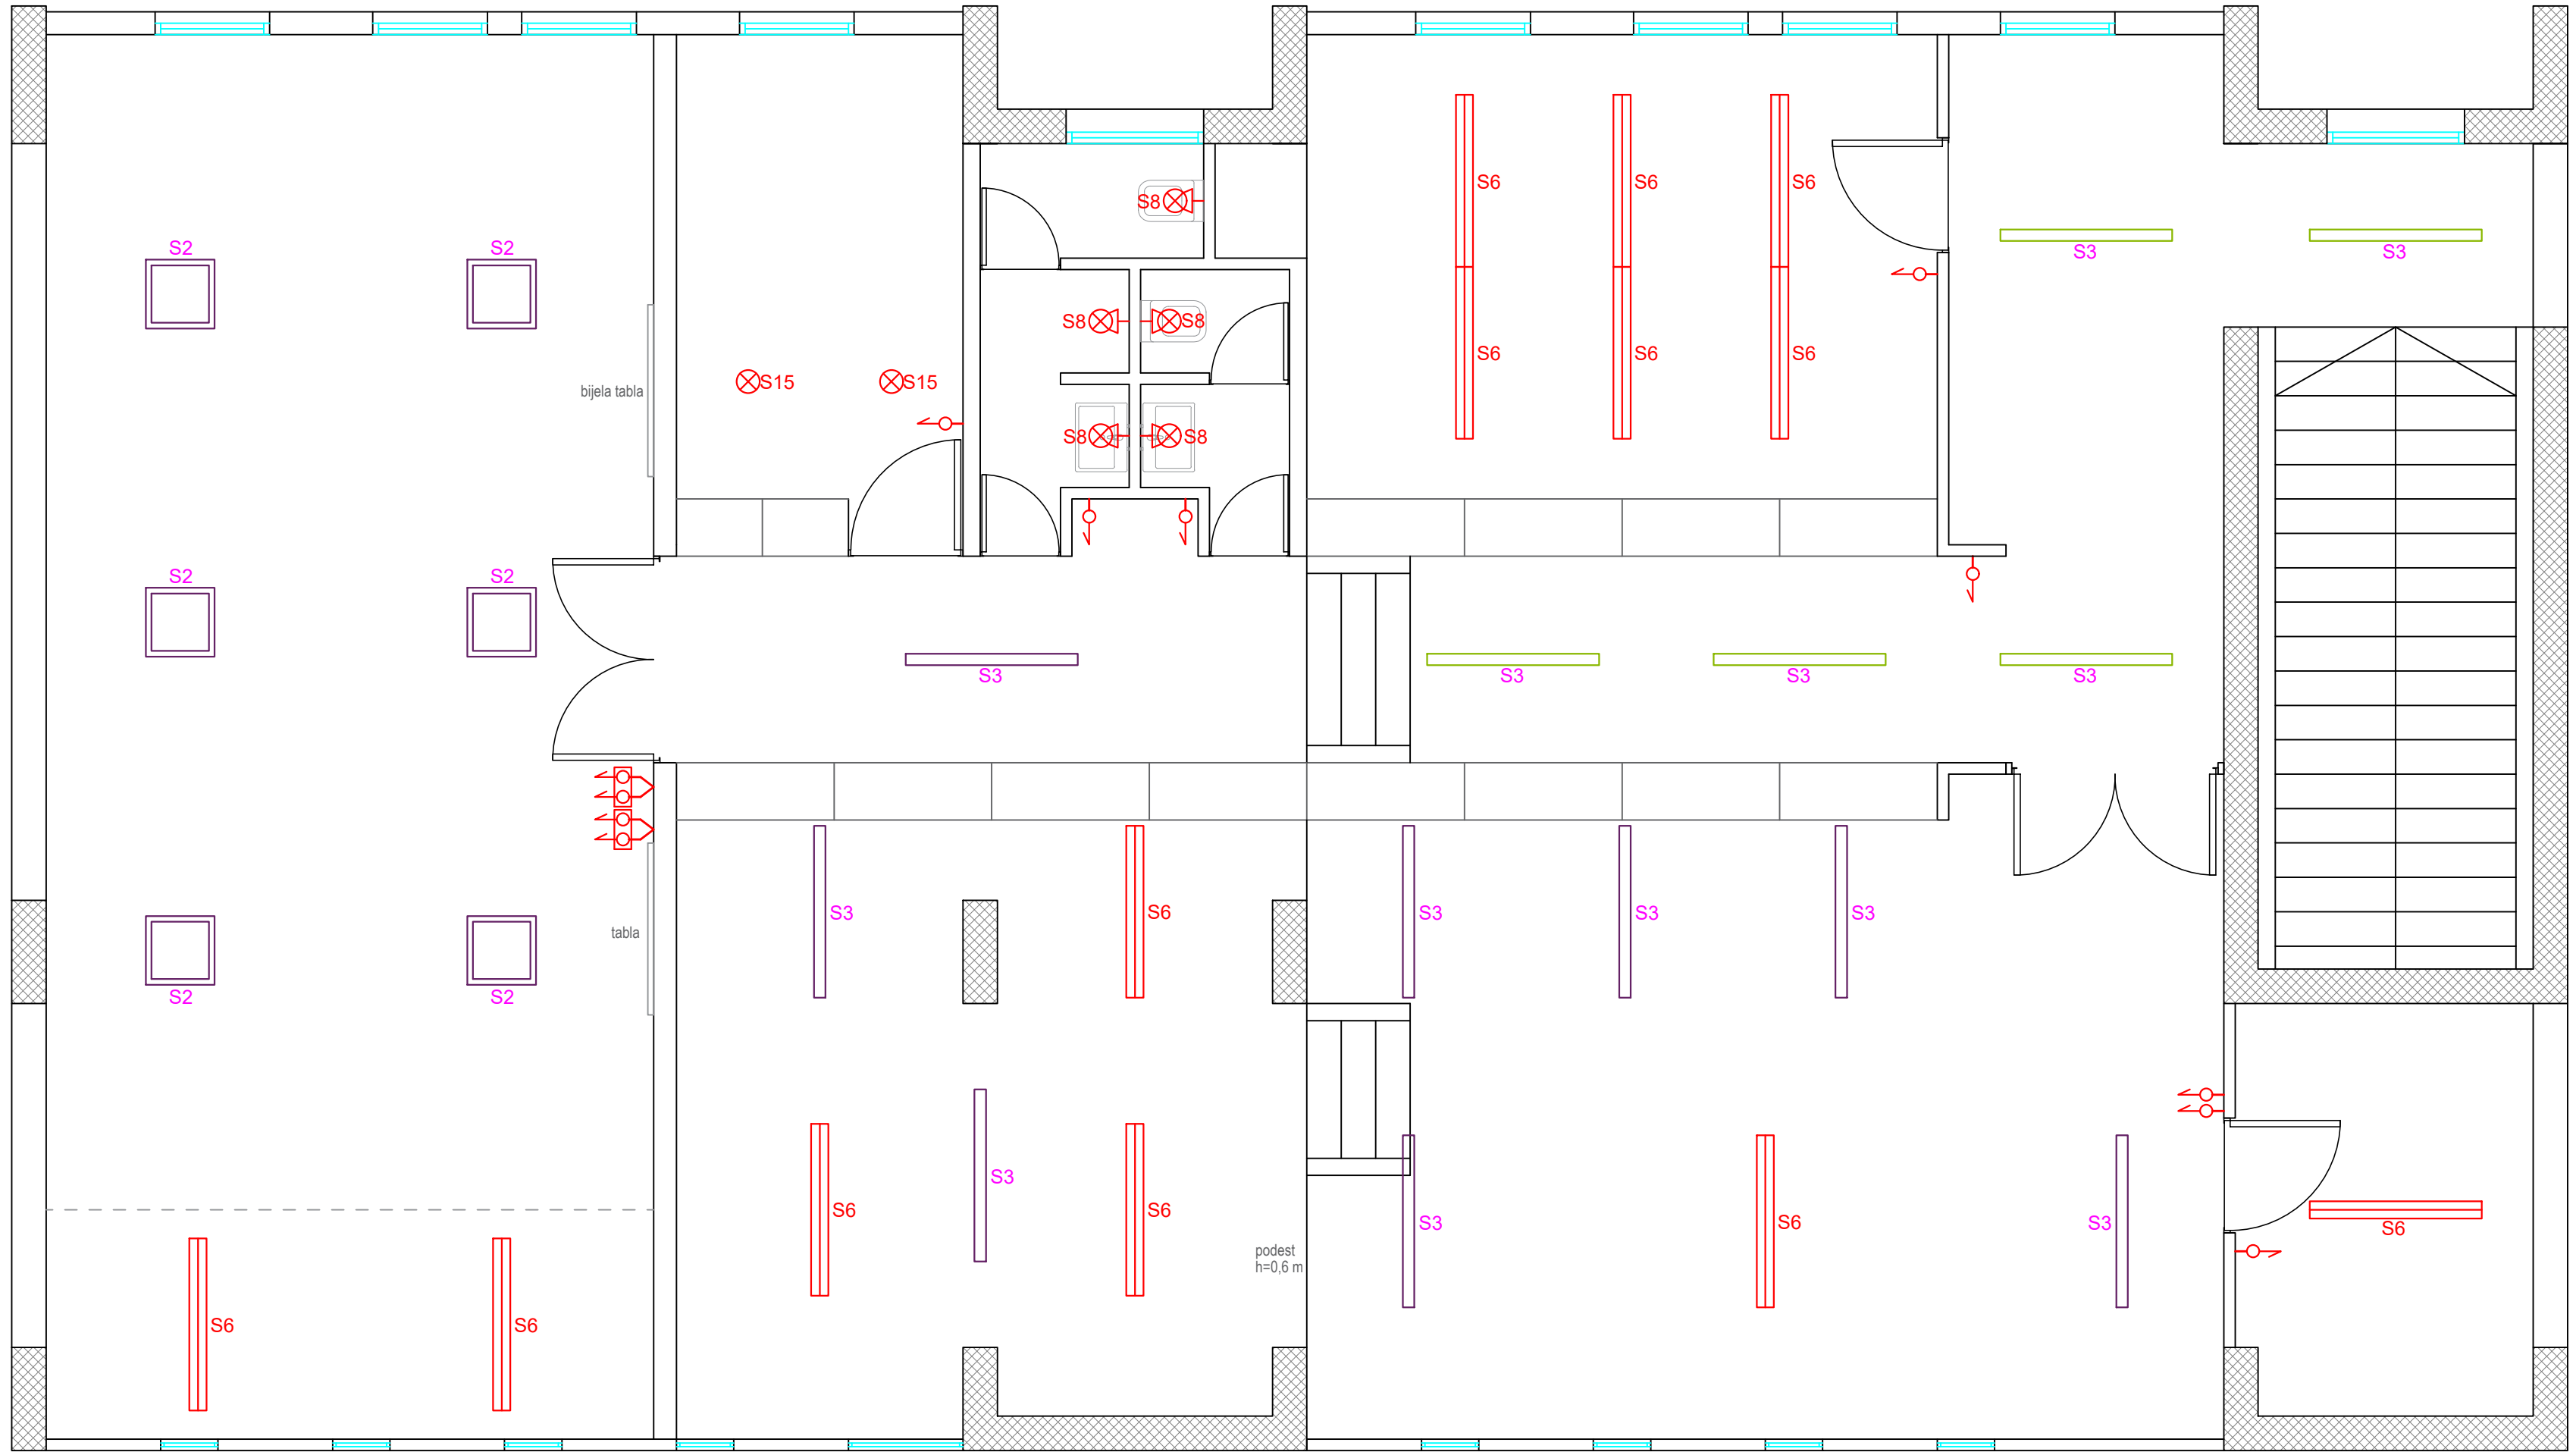 S6 S6 S6
S8
S2 S2
S3 S3
S8 S8
S6 S6 S6
S15 S15
bijela tabla
S8 S8
S2 S2
S3 S3 S3 S3
S3 S6 S3 S3 S3
tabla
S2 S2
S3
S6 S6 S3 S6 S3
S6
podest
h=0,6 m
S6 S6